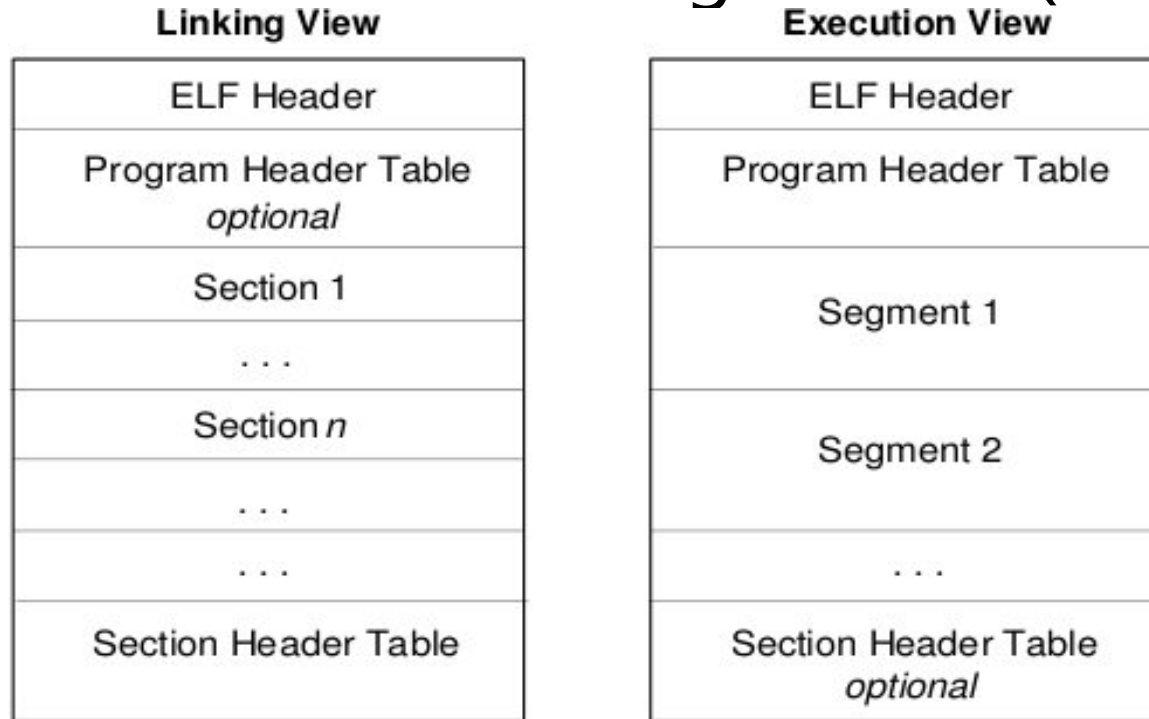 Linking View
ELF Header
Program Header Table
optional
Section 1
. . .
Section n
. . .
. . .
Section Header Table
Execution View
ELF Header
Program Header Table
Segment 1
Segment 2
. . .
Section Header Table
optional